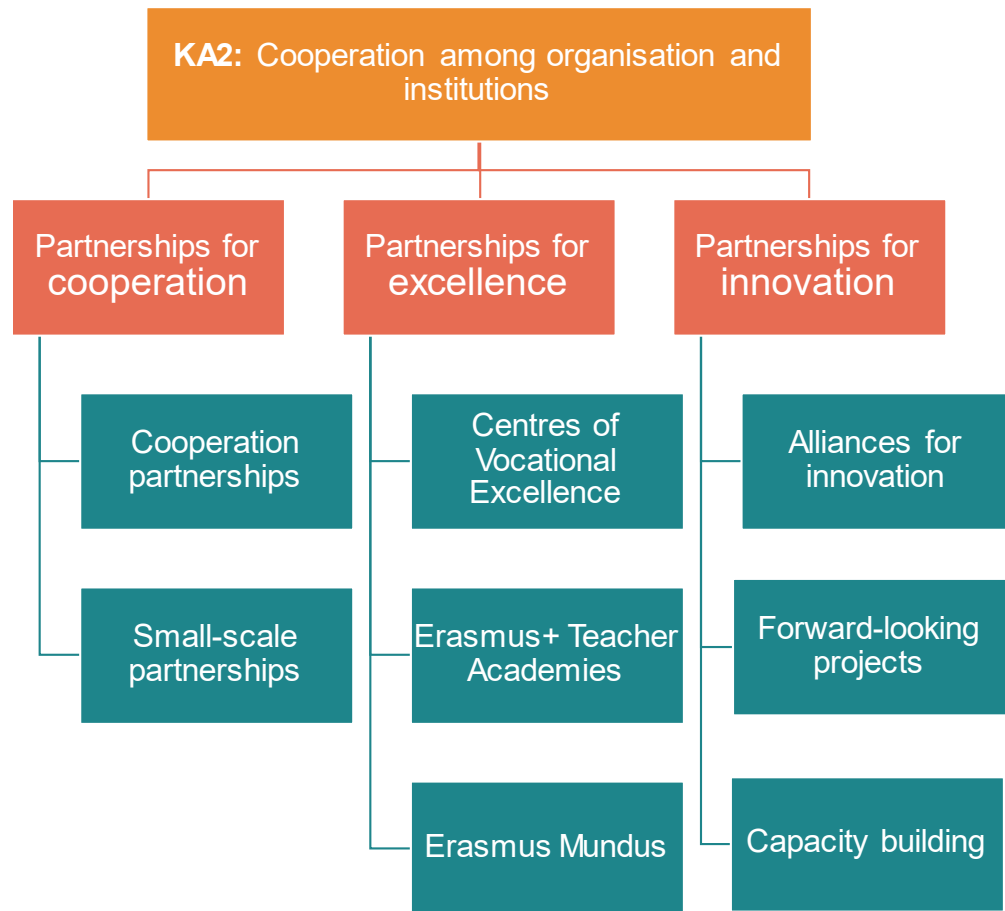 KA2: Cooperation among organisation and
institutions
Partnerships for
cooperation
Partnerships for
excellence
Partnerships for
innovation
Cooperation
partnerships
Small-scale
partnerships
Centres of
Vocational
Excellence
Erasmus+ Teacher
Academies
Erasmus Mundus
Alliances for
innovation
Forward-looking
projects
Capacity building